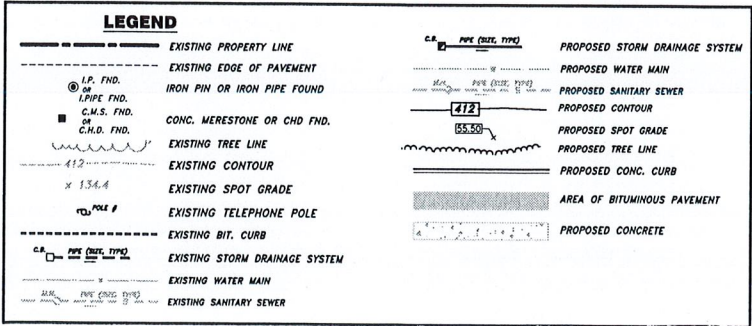 LEGEND
EXISTING PROPERTY LINE
EXISTING EDGE OF PAVEMENT
I.P. FND.
OR
I.PIPE FND.
IRON PIN OR IRON PIPE FOUND
C.M.S. FND.
OR
C.H.D. FND.
CONC. MERESTONE OR CHD FND.
EXISTING TREE LINE
412
EXISTING CONTOUR
x 134.4
EXISTING SPOT GRADE
POLE #
EXISTING TELEPHONE POLE
EXISTING BIT. CURB
C.B. PIPE (SIZE, TYPE)
EXISTING STORM DRAINAGE SYSTEM
EXISTING WATER MAIN
M.H. PIPE (SIZE, TYPE) S
EXISTING SANITARY SEWER
C.B. PIPE (SIZE, TYPE)
PROPOSED STORM DRAINAGE SYSTEM
PROPOSED WATER MAIN
M.H. PIPE (SIZE, TYPE) S
PROPOSED SANITARY SEWER
412
PROPOSED CONTOUR
55.50 x
PROPOSED SPOT GRADE
PROPOSED TREE LINE
PROPOSED CONC. CURB
AREA OF BITUMINOUS PAVEMENT
PROPOSED CONCRETE